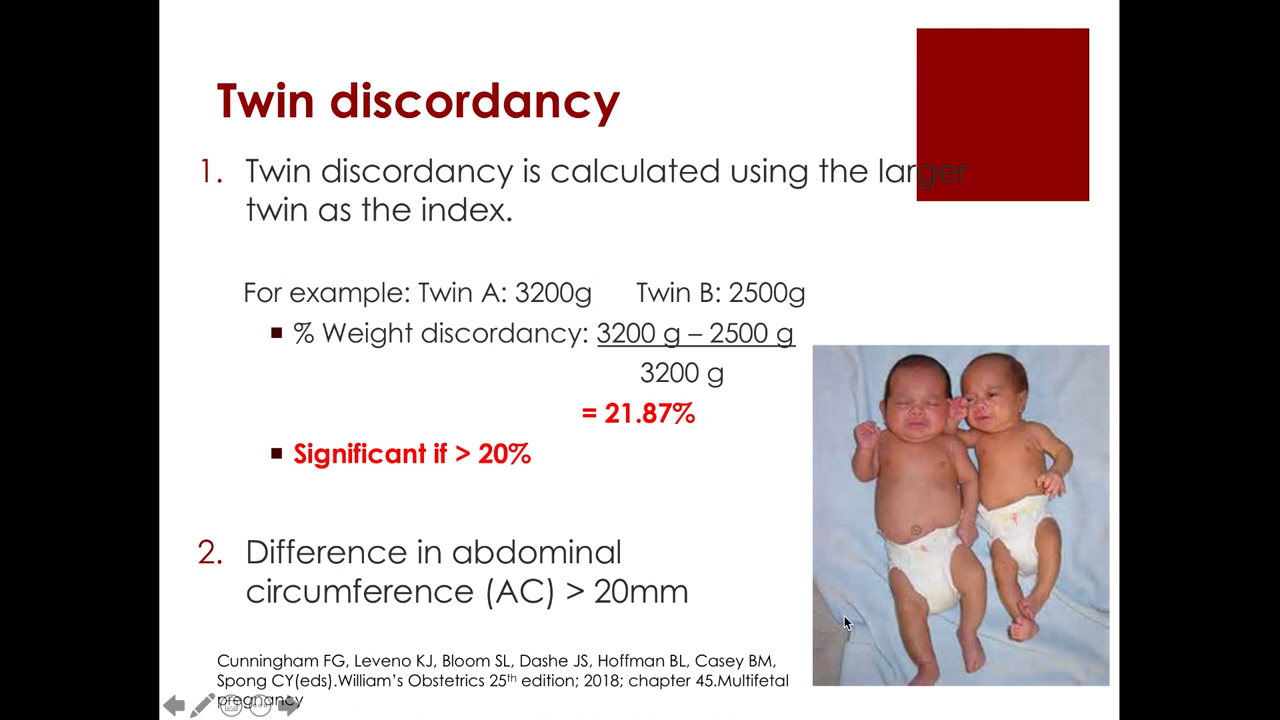 Twin discordancy
1. Twin discordancy is calculated using the larger
twin as the index.
For example: Twin A: 3200g Twin B: 2500g
■ % Weight discordancy: 3200 g – 2500 g
3200 g
= 21.87%
■ Significant if > 20%
2. Difference in abdominal
circumference (AC) > 20mm
Cunningham FG, Leveno KJ, Bloom SL, Dashe JS, Hoffman BL, Casey BM,
Spong CY(eds).William’s Obstetrics 25th edition; 2018; chapter 45.Multifetal
pregnancy